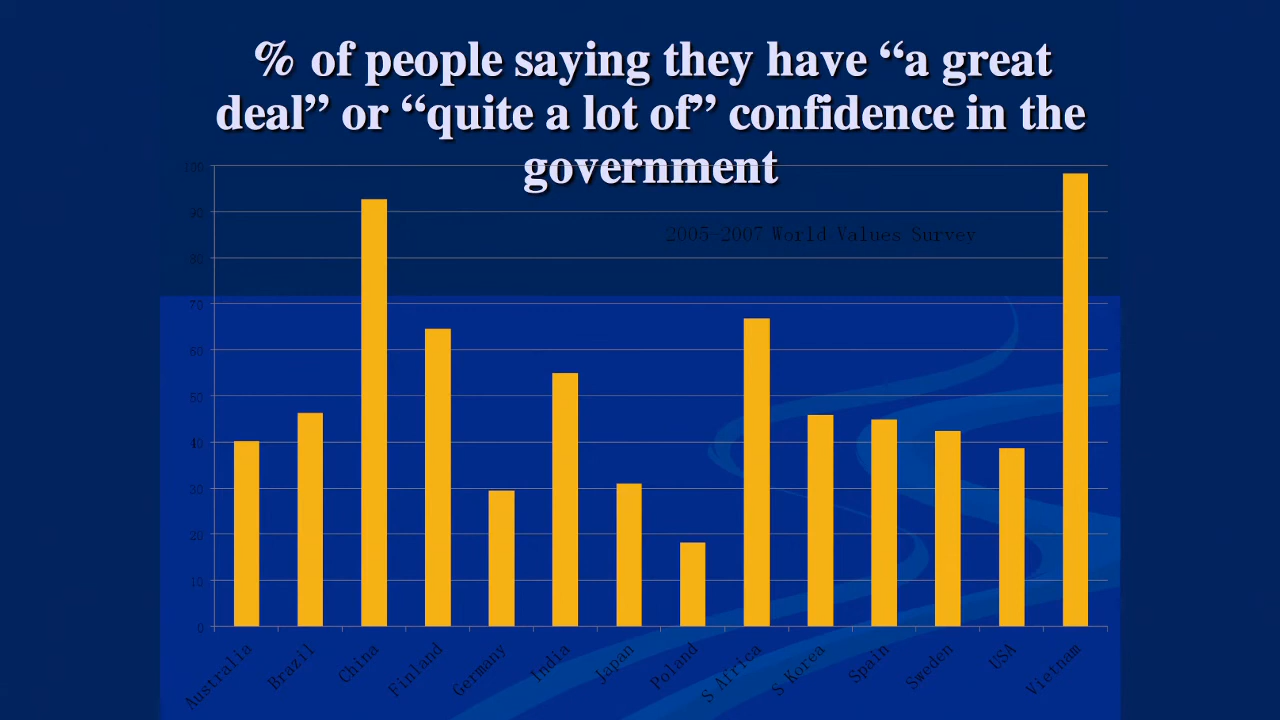 % of people saying they have “a great
deal” or “quite a lot of” confidence in the
government
2005-2007 World Values Survey
100
90
80
70
60
50
40
30
20
10
0
Australia
Brazil
China
Finland
Germany
India
Japan
Poland
S Africa
S Korea
Spain
Sweden
USA
Vietnam